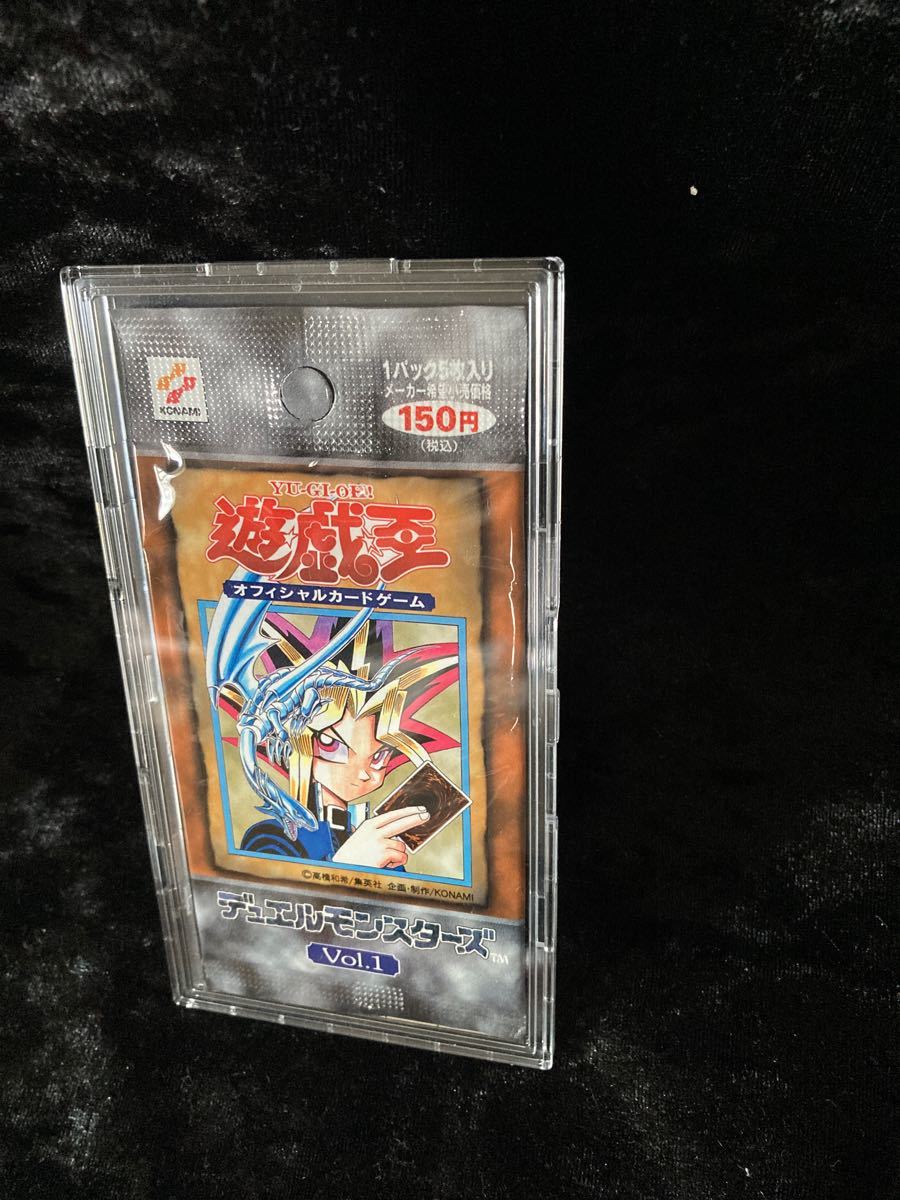 KONAMI
1パック5枚入り
メーカー希望小売価格
150円
(税込)
YU-GI-OH!
遊戯王
オフィシャルカードゲーム
©高橋和希/集英社 企画・制作/KONAMI
デュエルモンスターズ™
Vol.1